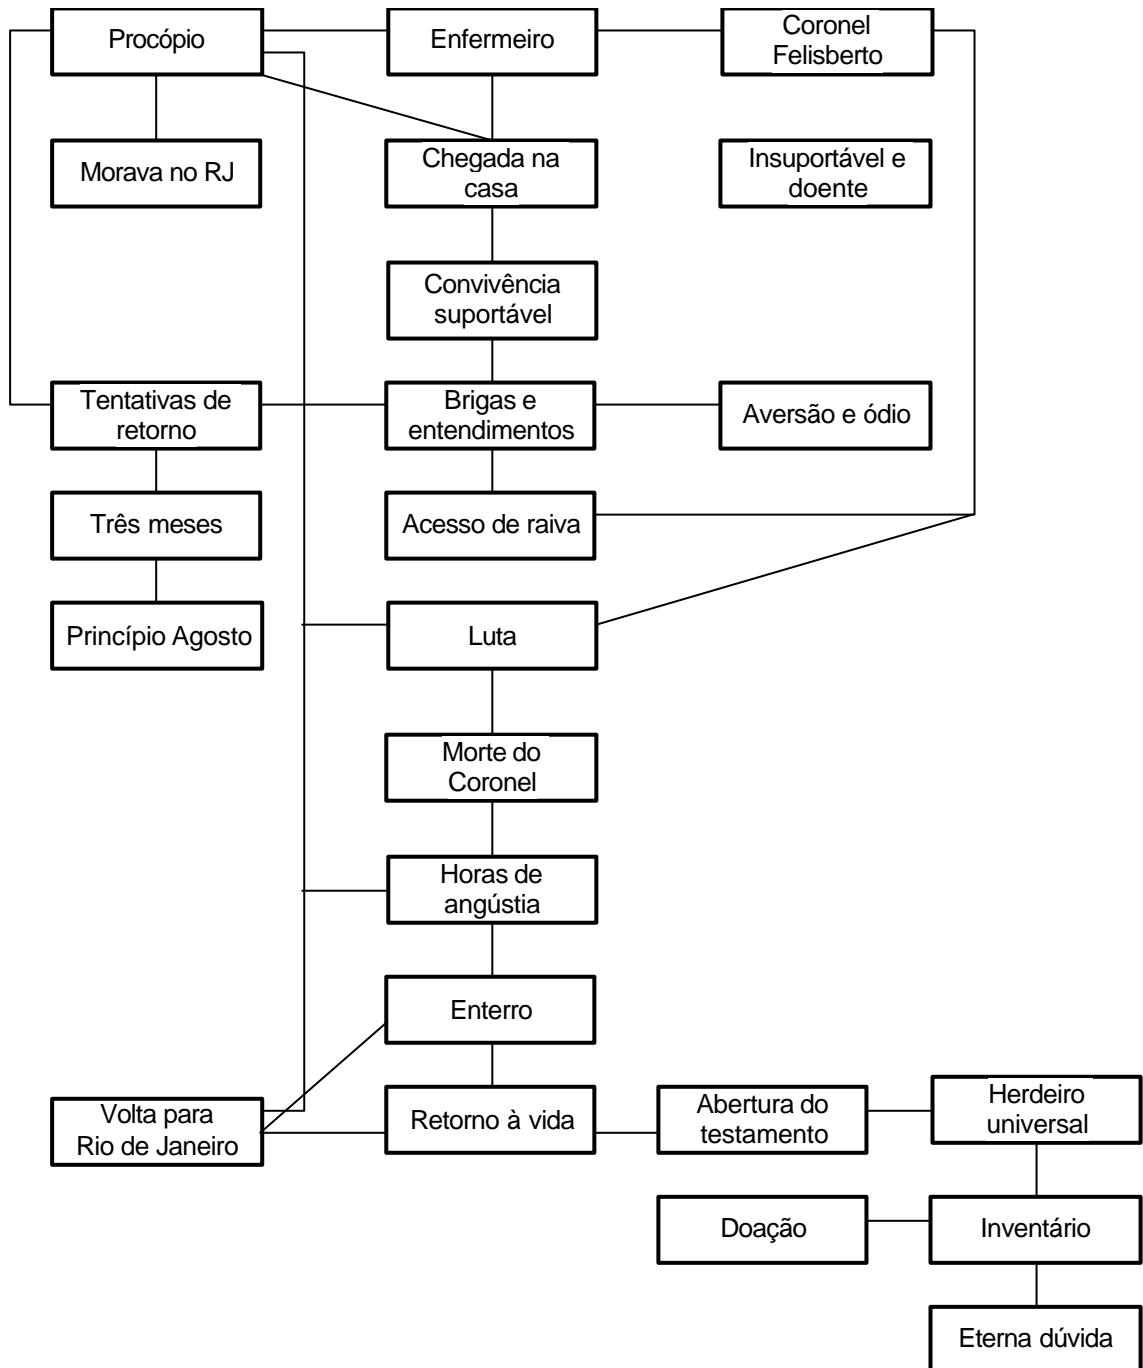 Procópio
Enfermeiro
Coronel
Felisberto
Morava no RJ
Chegada na
casa
Insuportável e
doente
Convivência
suportável
Tentativas de
retorno
Brigas e
entendimentos
Aversão e ódio
Três meses
Acesso de raiva
Princípio Agosto
Luta
Morte do
Coronel
Horas de
angústia
Enterro
Volta para
Rio de Janeiro
Retorno à vida
Abertura do
testamento
Herdeiro
universal
Doação
Inventário
Eterna dúvida